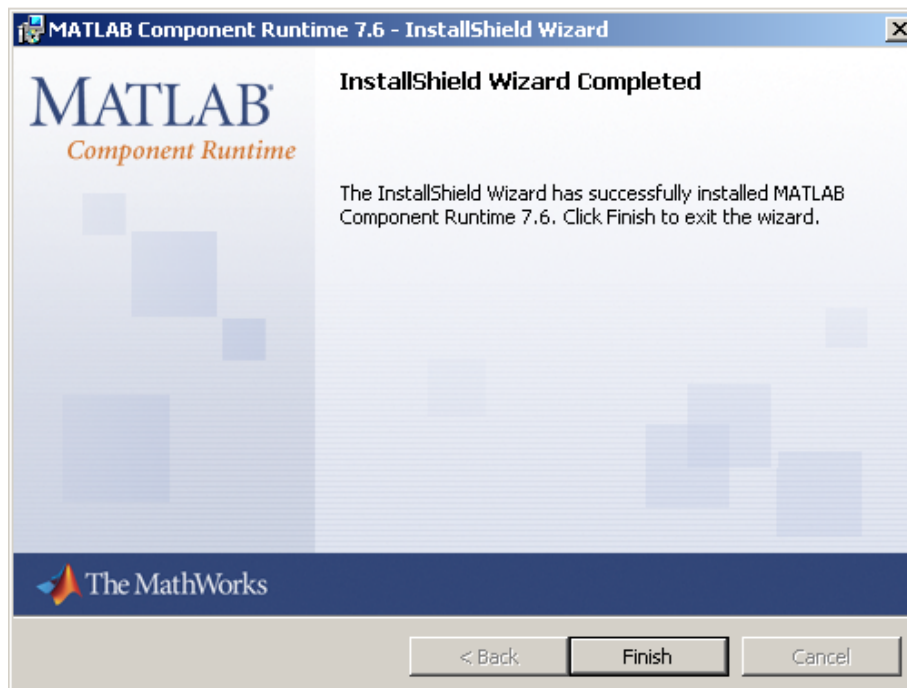 MATLAB Component Runtime 7.6 - InstallShield Wizard
MATLAB®
Component Runtime
InstallShield Wizard Completed
The InstallShield Wizard has successfully installed MATLAB
Component Runtime 7.6. Click Finish to exit the wizard.
The MathWorks
< Back
Finish
Cancel